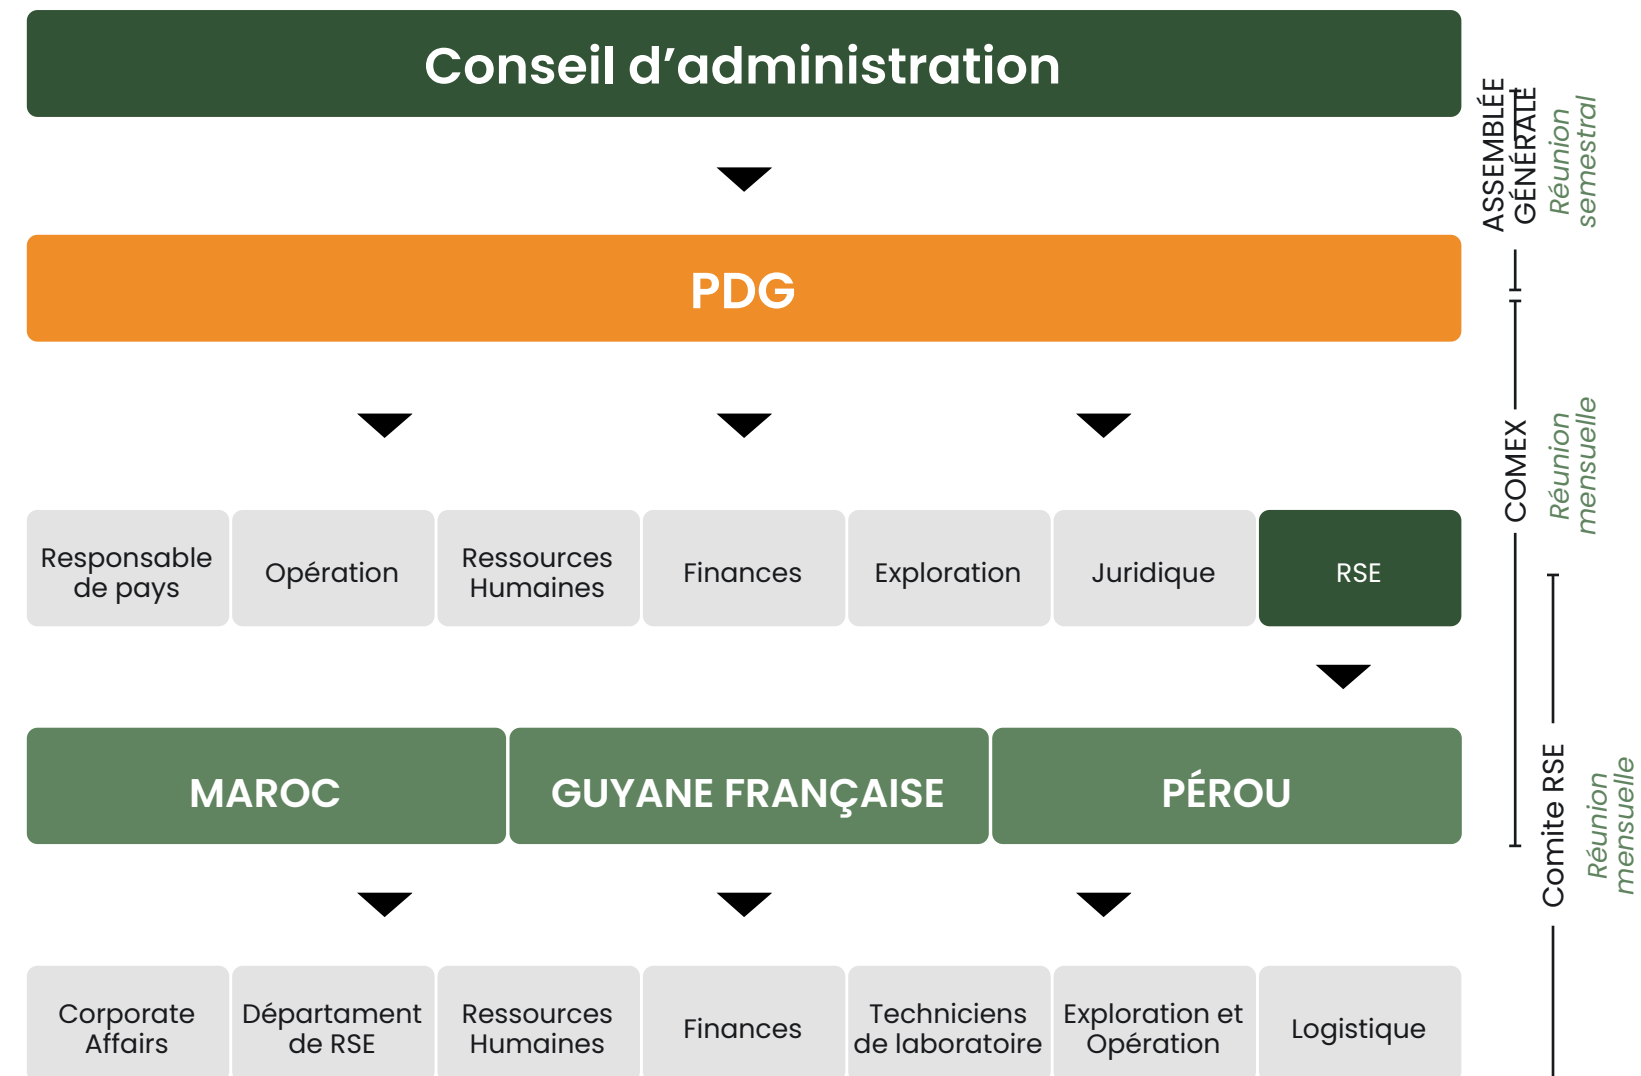 Conseil d’administration
PDG
Responsable
de pays
Opération
Ressources
Humaines
Finances
Exploration
Juridique
RSE
MAROC
GUYANE FRANÇAISE
PÉROU
Corporate
Affairs
Départament
de RSE
Ressources
Humaines
Finances
Techniciens
de laboratoire
Exploration et
Opération
Logistique
ASSEMBLÉE
GÉNÉRALE
Réunion
semestral
COMEX
Réunion
mensuelle
Comite RSE
Réunion
mensuelle